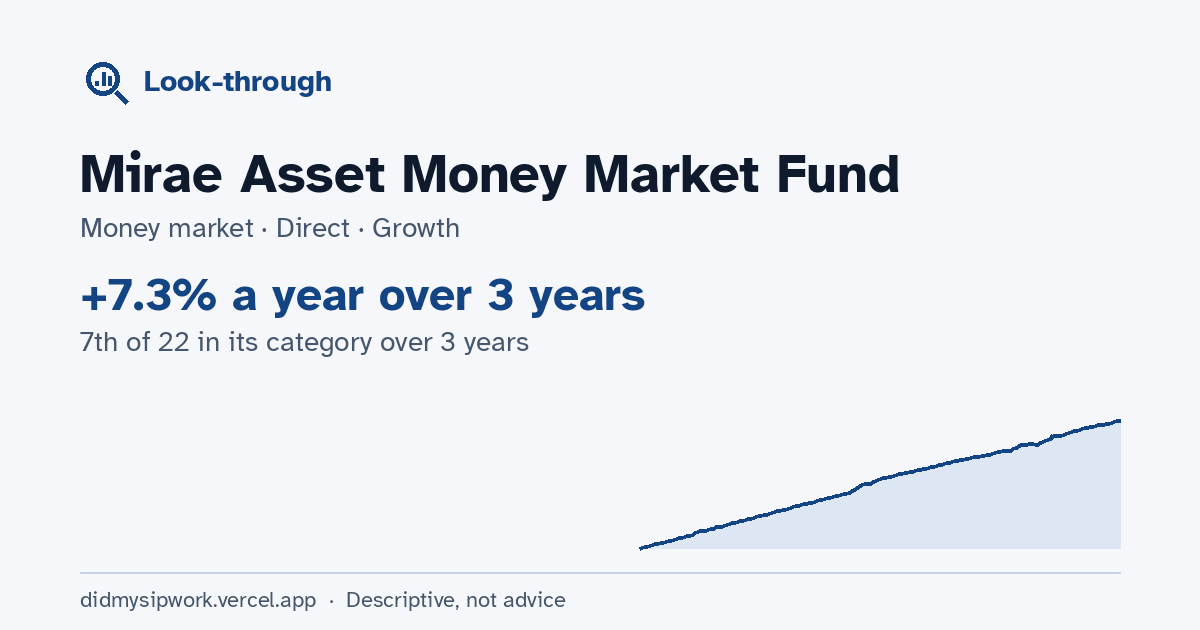 Look-through
Mirae Asset Money Market Fund
Money market · Direct · Growth
+7.3% a year over 3 years
7th of 22 in its category over 3 years
didmysipwork.vercel.app · Descriptive, not advice